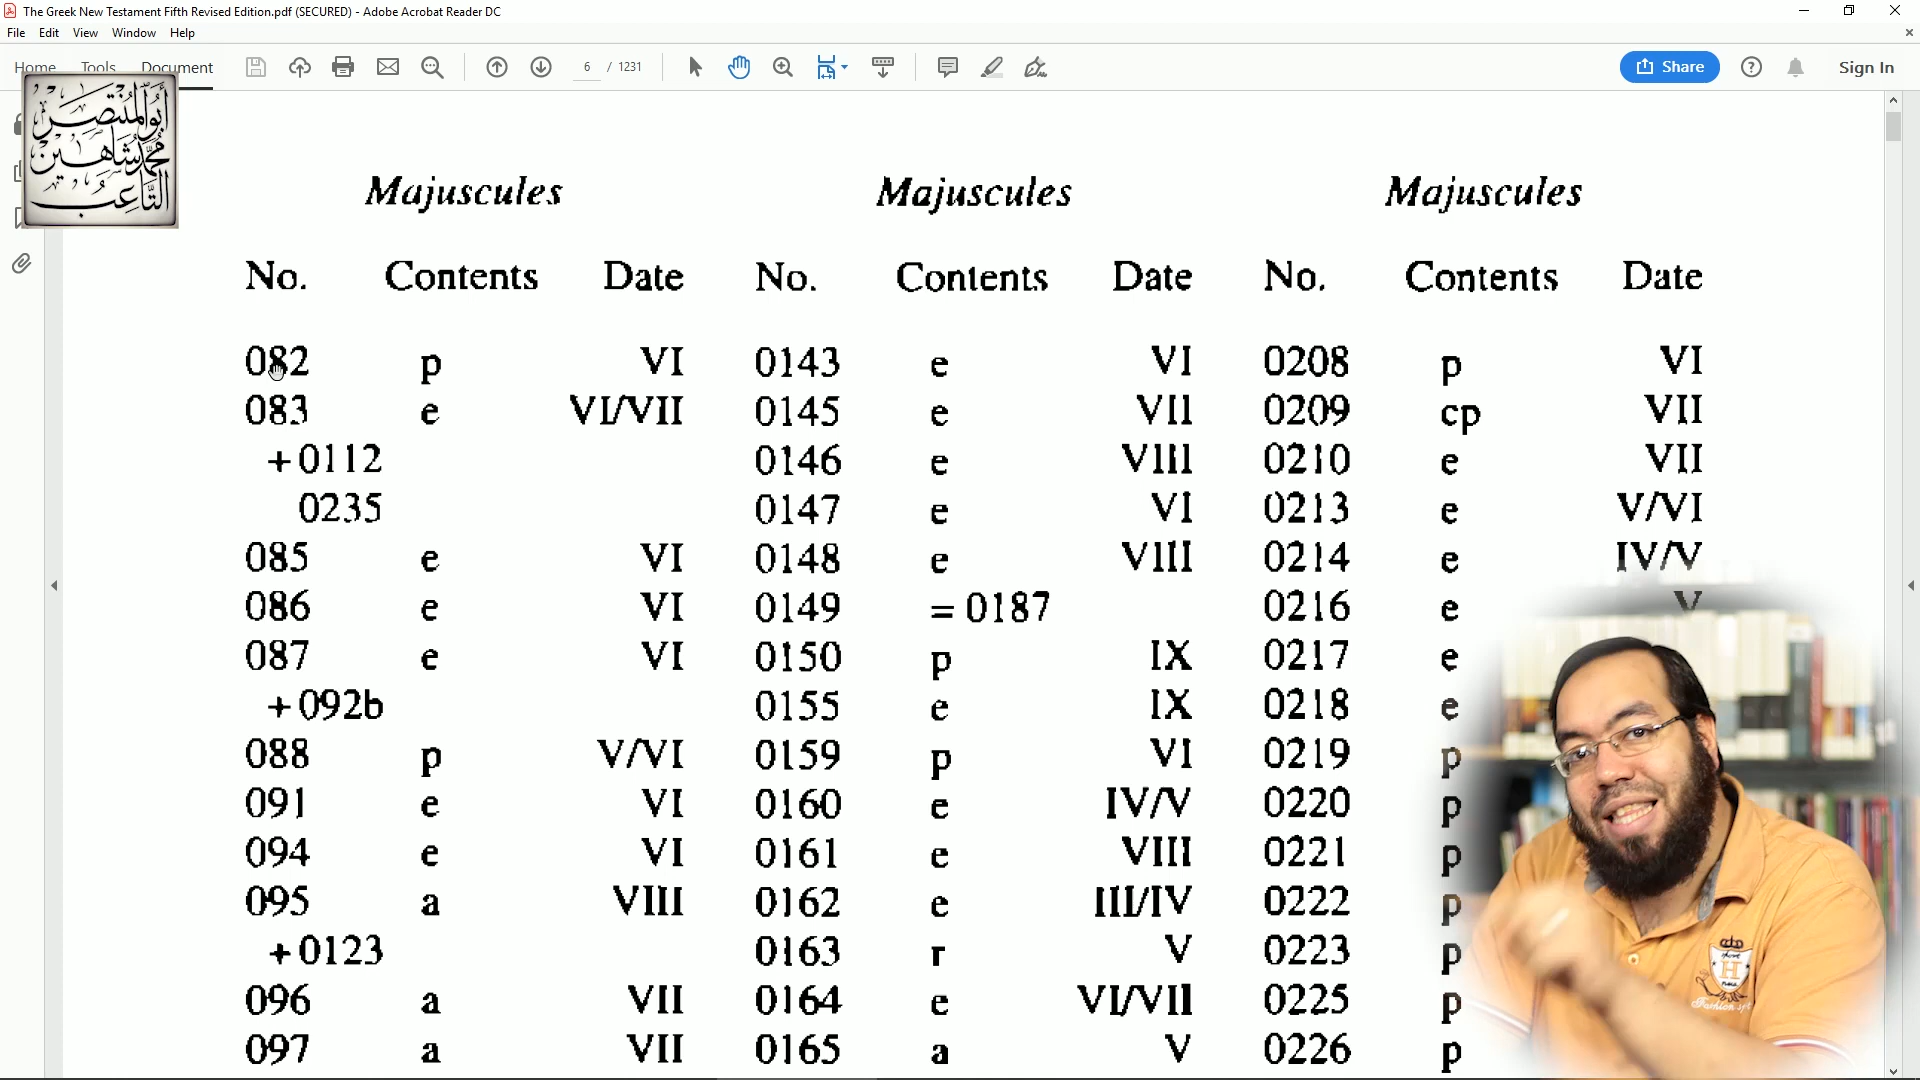 The Greek New Testament Fifth Revised Edition.pdf (SECURED) - Adobe Acrobat Reader DC
File Edit View Window Help
Home Tools Document 6 / 1231 Share Sign In
أبو المنتصر
محمد شاهين
التاعب
Majuscules Majuscules Majuscules
No. Contents Date No. Contents Date No. Contents Date
082 p VI 0143 e VI 0208 p VI
083 e VI/VII 0145 e VII 0209 cp VII
+0112 0146 e VIII 0210 e VII
0235 0147 e VI 0213 e V/VI
085 e VI 0148 e VIII 0214 e IV/V
086 e VI 0149 = 0187 0216 e V
087 e VI 0150 p IX 0217 e
+092b 0155 e IX 0218 e
088 p V/VI 0159 p VI 0219 p
091 e VI 0160 e IV/V 0220 p
094 e VI 0161 e VIII 0221 p
095 a VIII 0162 e III/IV 0222 p
+0123 0163 r V 0223 p
096 a VII 0164 e VI/VII 0225 p
097 a VII 0165 a V 0226 p
H